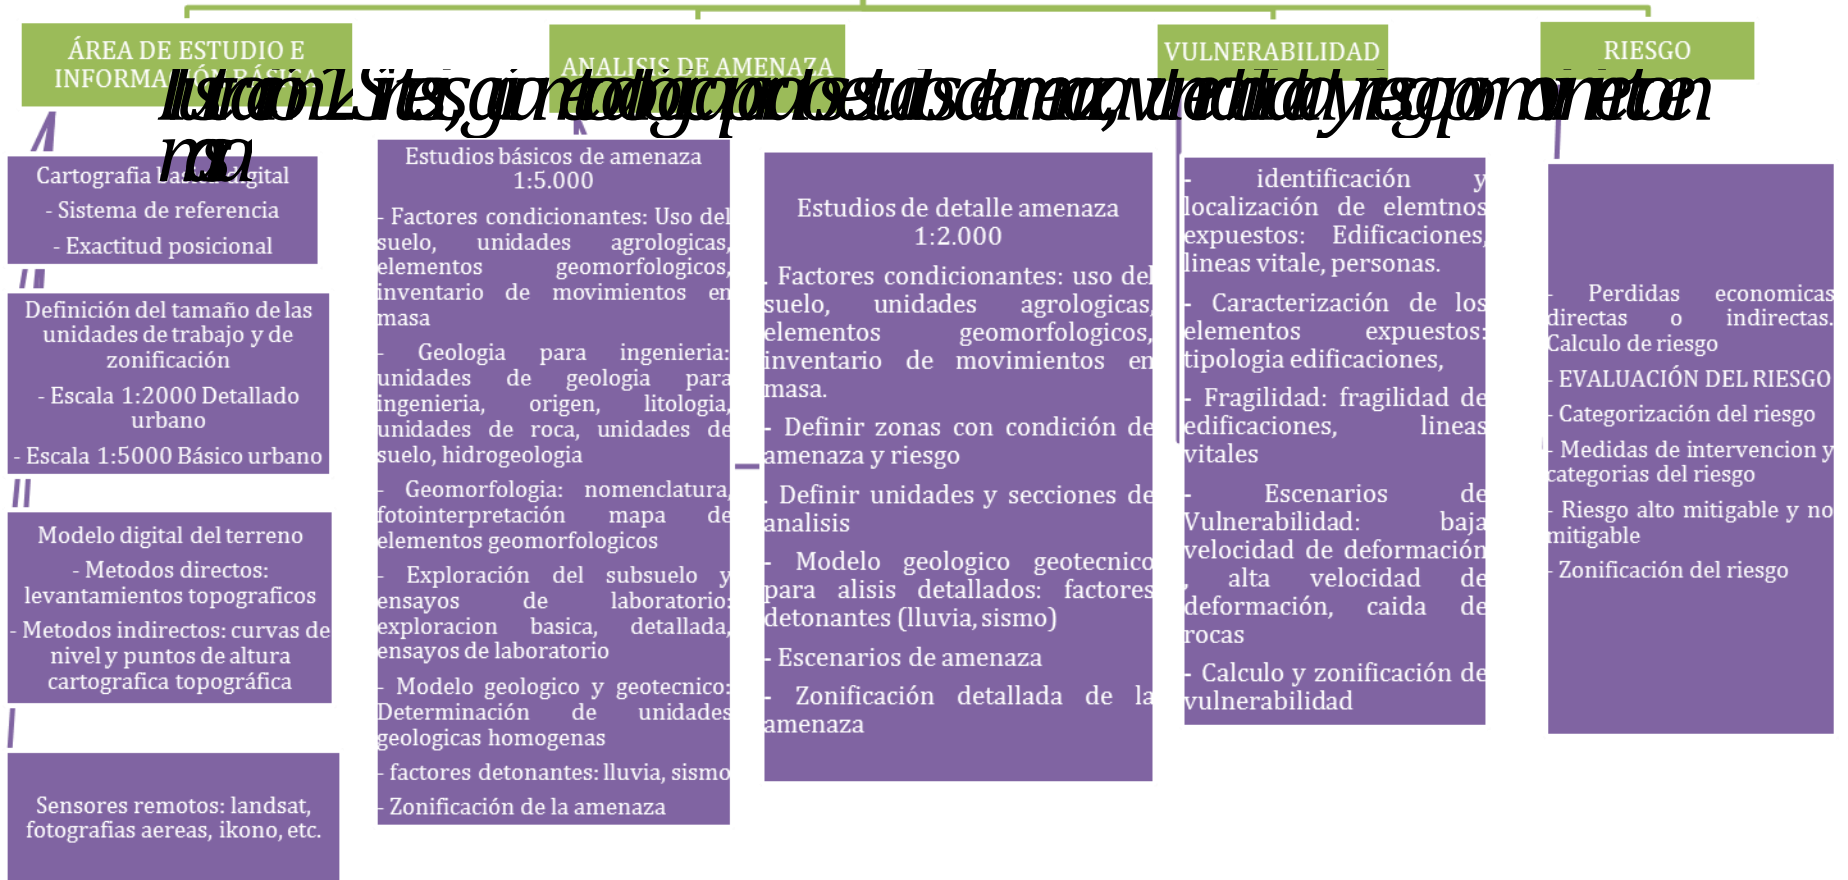 ÁREA DE ESTUDIO E
INFORMACIÓN BÁSICA
Cartografia basica digital
- Sistema de referencia
- Exactitud posicional
Definición del tamaño de las
unidades de trabajo y de
zonificación
- Escala 1:2000 Detallado
urbano
- Escala 1:5000 Básico urbano
Modelo digital del terreno
- Metodos directos:
levantamientos topograficos
- Metodos indirectos: curvas de
nivel y puntos de altura
cartografica topográfica
Sensores remotos: landsat,
fotografias aereas, ikono, etc.
ANALISIS DE AMENAZA
Estudios básicos de amenaza
1:5.000
- Factores condicionantes: Uso del
suelo, unidades agrologicas,
elementos geomorfologicos,
inventario de movimientos en
masa
- Geologia para ingenieria:
unidades de geologia para
ingenieria, origen, litologia,
unidades de roca, unidades de
suelo, hidrogeologia
- Geomorfologia: nomenclatura,
fotointerpretación mapa de
elementos geomorfologicos
- Exploración del subsuelo y
ensayos de laboratorio:
exploracion basica, detallada,
ensayos de laboratorio
- Modelo geologico y geotecnico:
Determinación de unidades
geologicas homogenas
- factores detonantes: lluvia, sismo
- Zonificación de la amenaza
Estudios de detalle amenaza
1:2.000
. Factores condicionantes: uso del
suelo, unidades agrologicas,
elementos geomorfologicos,
inventario de movimientos en
masa.
- Definir zonas con condición de
amenaza y riesgo
. Definir unidades y secciones de
analisis
- Modelo geologico geotecnico
para alisis detallados: factores
detonantes (lluvia, sismo)
- Escenarios de amenaza
- Zonificación detallada de la
amenaza
VULNERABILIDAD
- identificación y
localización de elemtnos
expuestos: Edificaciones,
lineas vitale, personas.
- Caracterización de los
elementos expuestos:
tipologia edificaciones,
- Fragilidad: fragilidad de
edificaciones, lineas
vitales
- Escenarios de
Vulnerabilidad: baja
velocidad de deformación
, alta velocidad de
deformación, caida de
rocas
- Calculo y zonificación de
vulnerabilidad
RIESGO
- Perdidas economicas
directas o indirectas.
Calculo de riesgo
- EVALUACIÓN DEL RIESGO
- Categorización del riesgo
- Medidas de intervencion y
categorias del riesgo
- Riesgo alto mitigable y no
mitigable
- Zonificación del riesgo